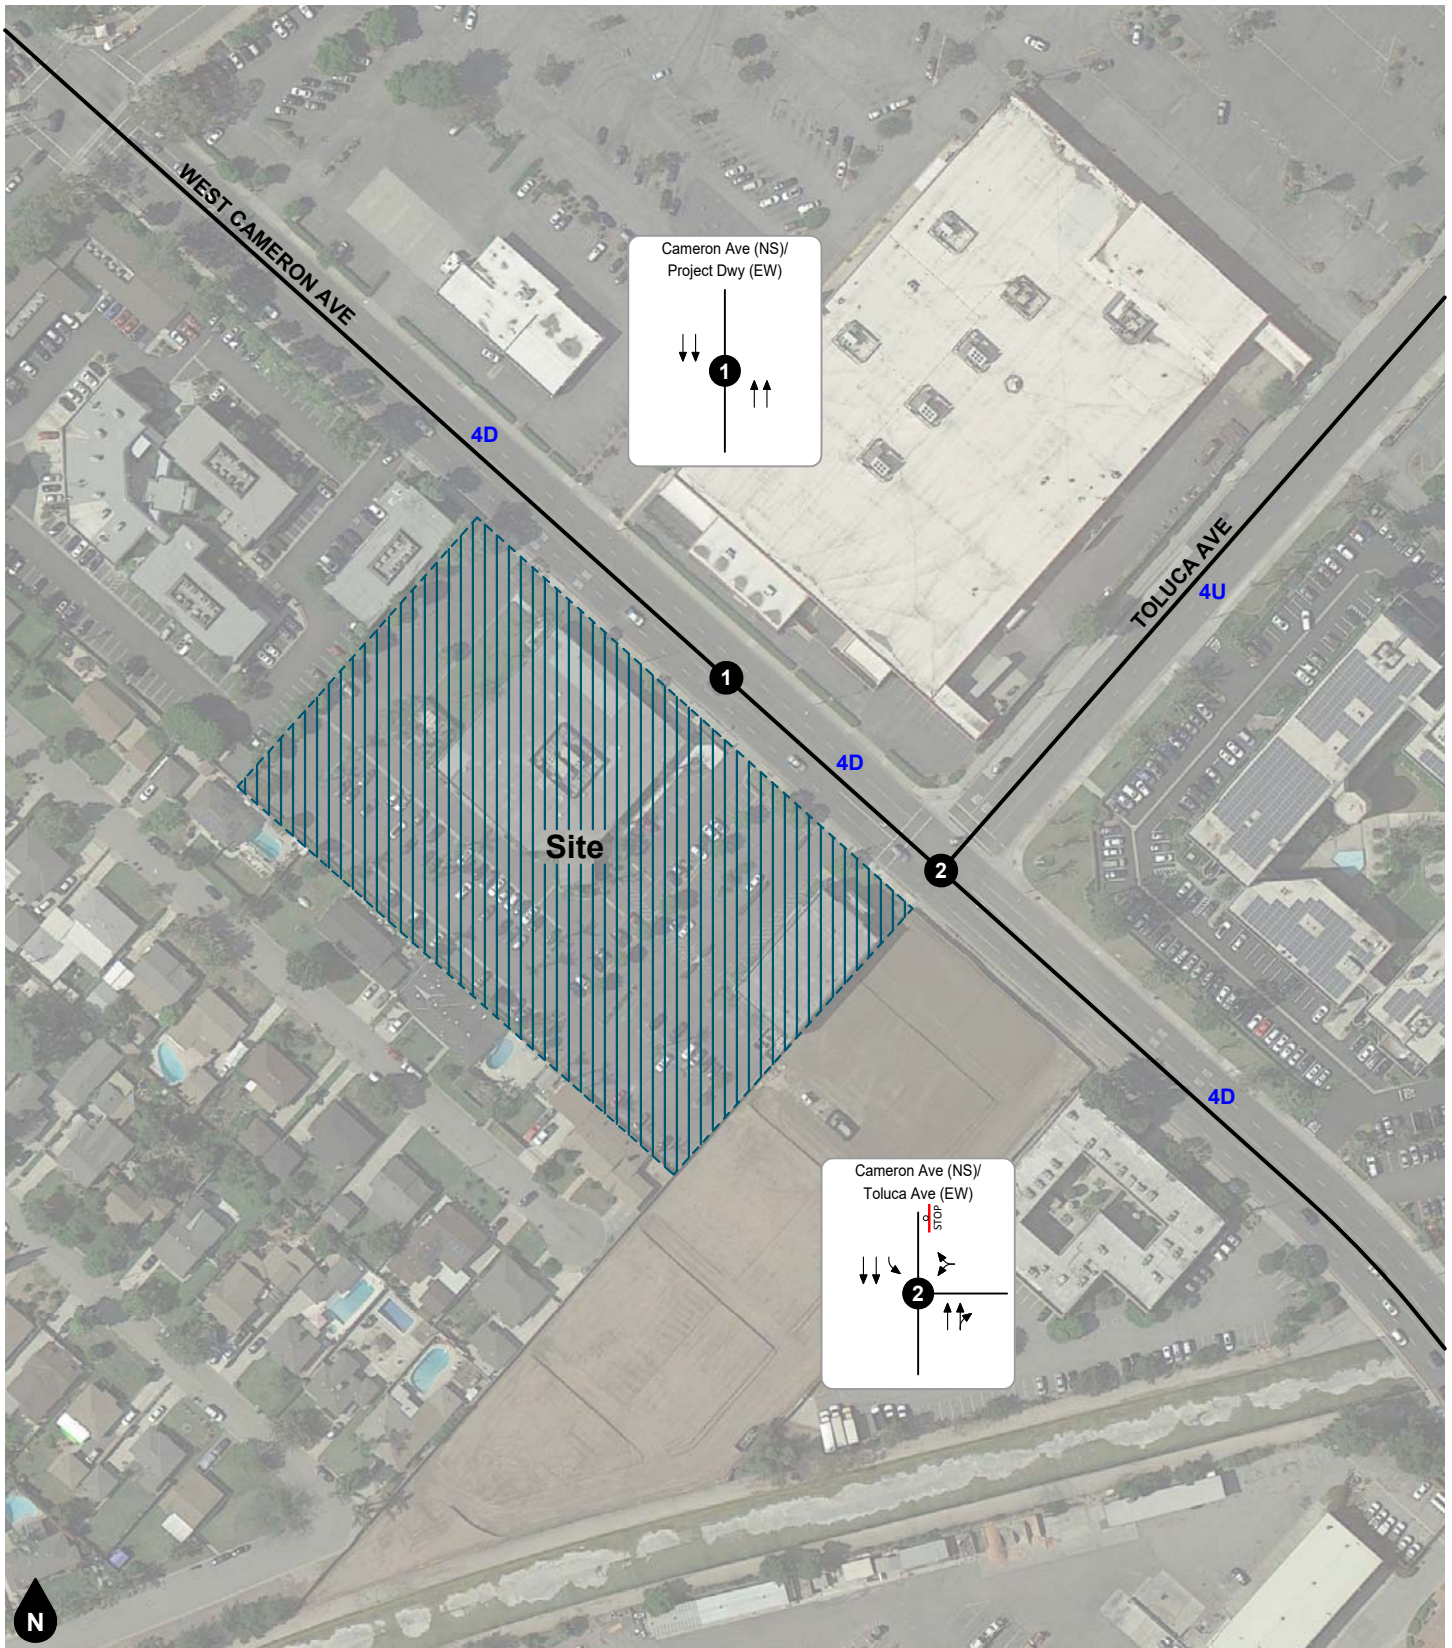 WEST CAMERON AVE
Cameron Ave (NS)/
Project Dwy (EW)
1
4D
TOLUCA AVE
4U
1
4D
Site
2
4D
Cameron Ave (NS)/
Toluca Ave (EW)
STOP
2
N